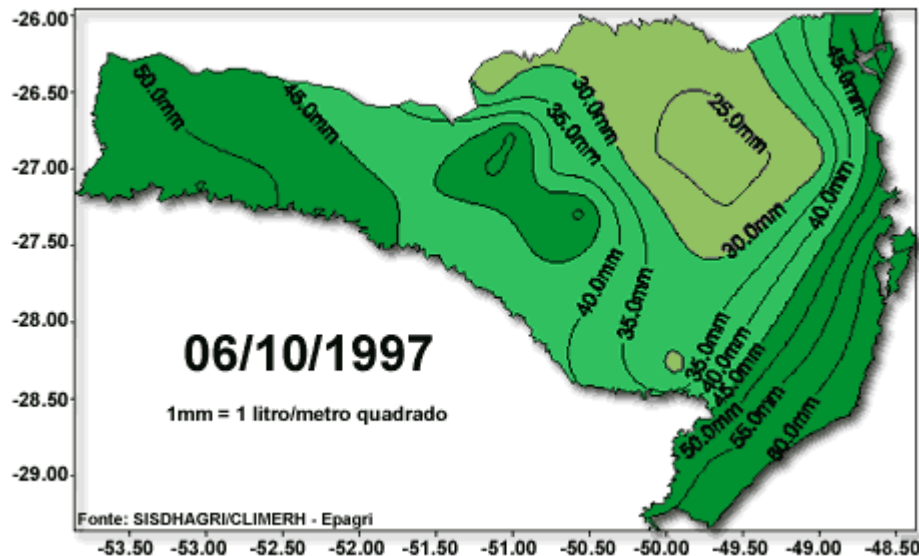 -26.00
-26.50
-27.00
-27.50
-28.00
-28.50
-29.00
50.0mm
45.0mm
30.0mm
35.0mm
25.0mm
45.0mm
40.0mm
30.0mm
40.0mm
35.0mm
35.0mm
40.0mm
45.0mm
50.0mm
55.0mm
60.0mm
06/10/1997
1mm = 1 litro/metro quadrado
Fonte: SISDHAGRI/CLIMERH - Epagri
-53.50 -53.00 -52.50 -52.00 -51.50 -51.00 -50.50 -50.00 -49.50 -49.00 -48.50